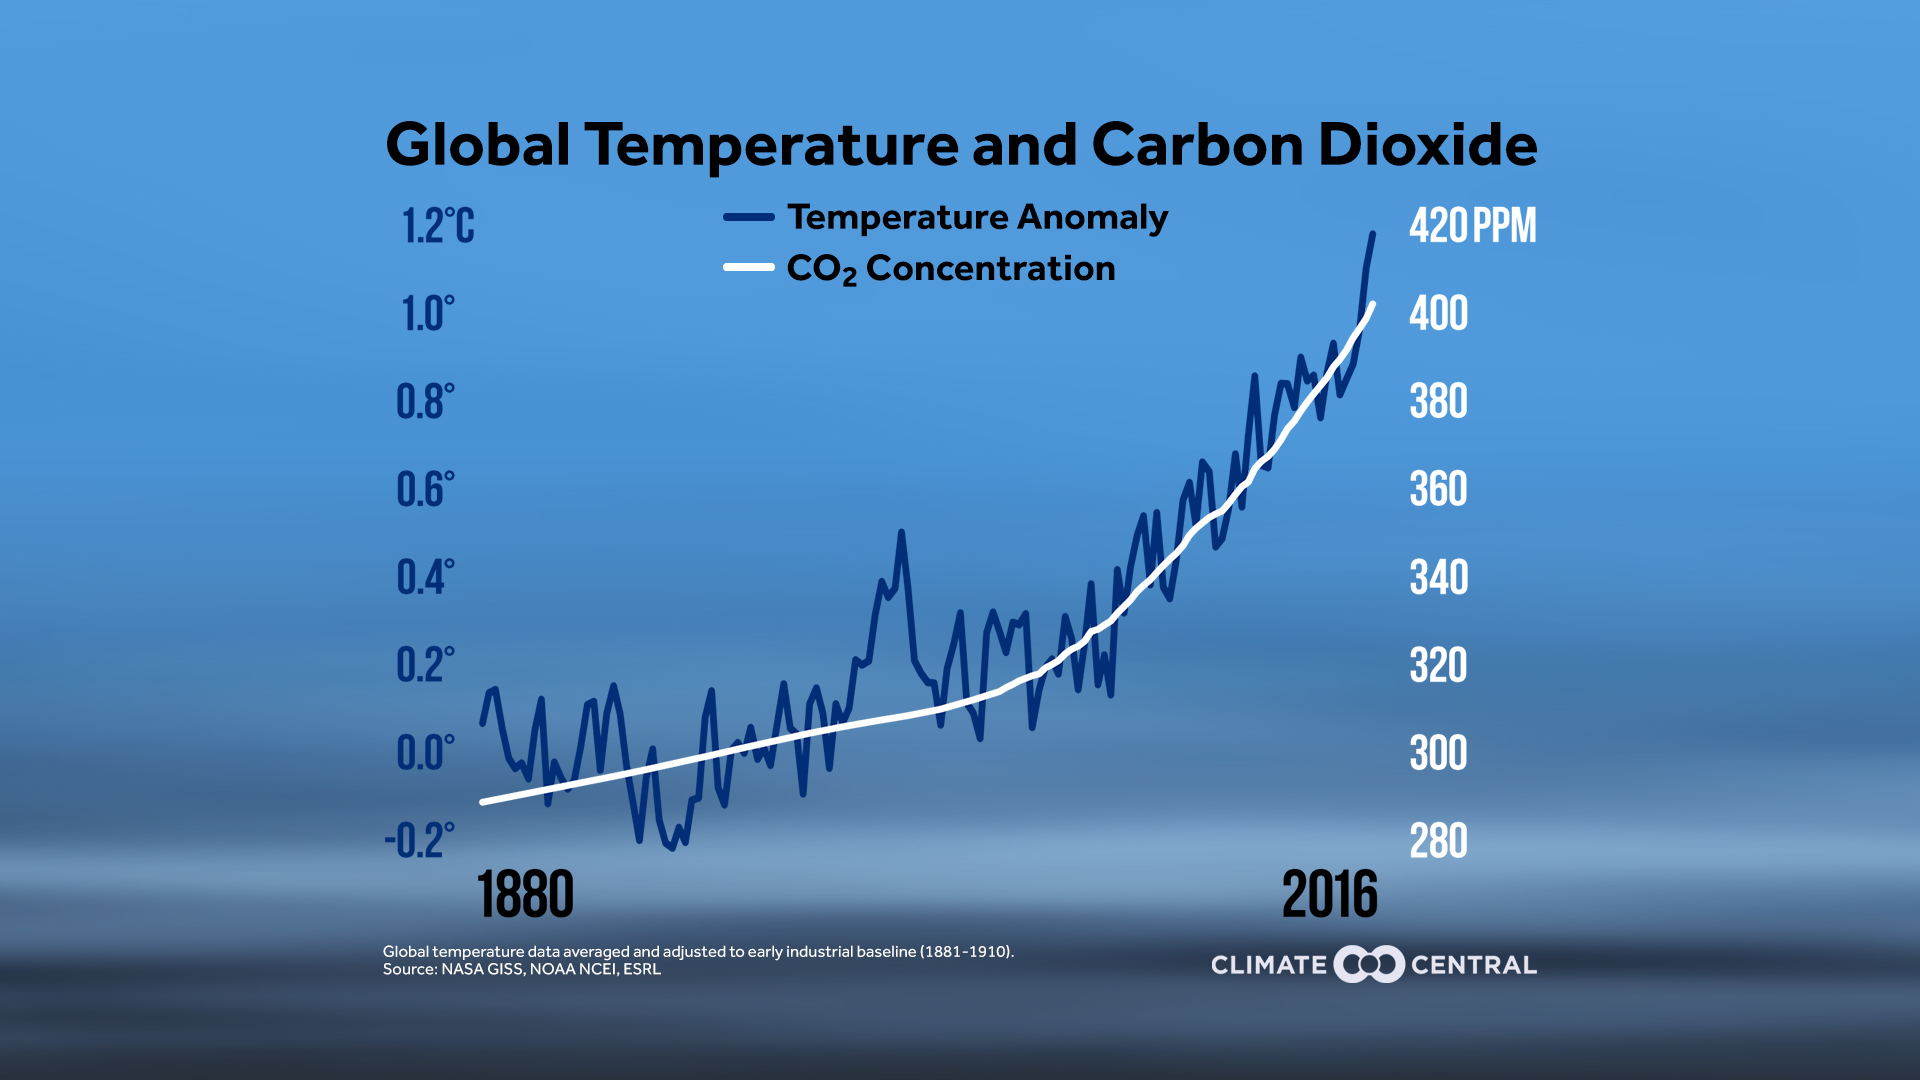 Global Temperature and Carbon Dioxide
Temperature Anomaly
CO₂ Concentration
1.2°C
1.0°
0.8°
0.6°
0.4°
0.2°
0.0°
-0.2°
420 PPM
400
380
360
340
320
300
280
1880
2016
Global temperature data averaged and adjusted to early industrial baseline (1881-1910).
Source: NASA GISS, NOAA NCEI, ESRL
CLIMATE CENTRAL